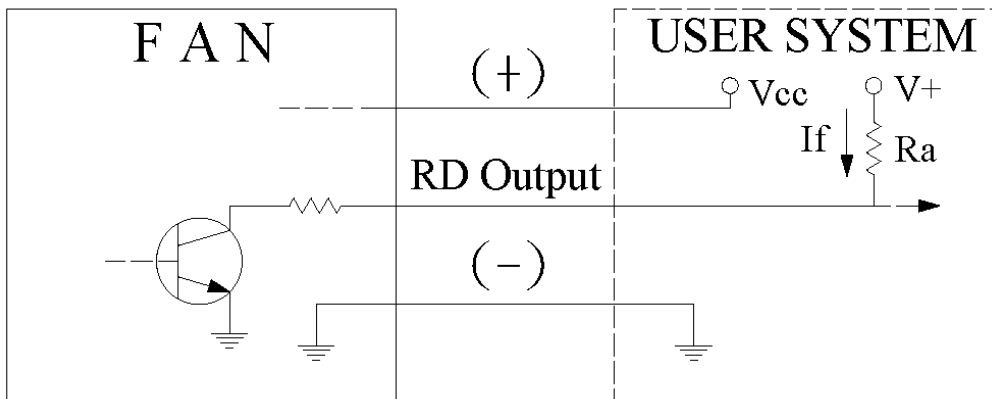 F A N
USER SYSTEM
(+)
Vcc
V+
If
Ra
RD Output
(-)